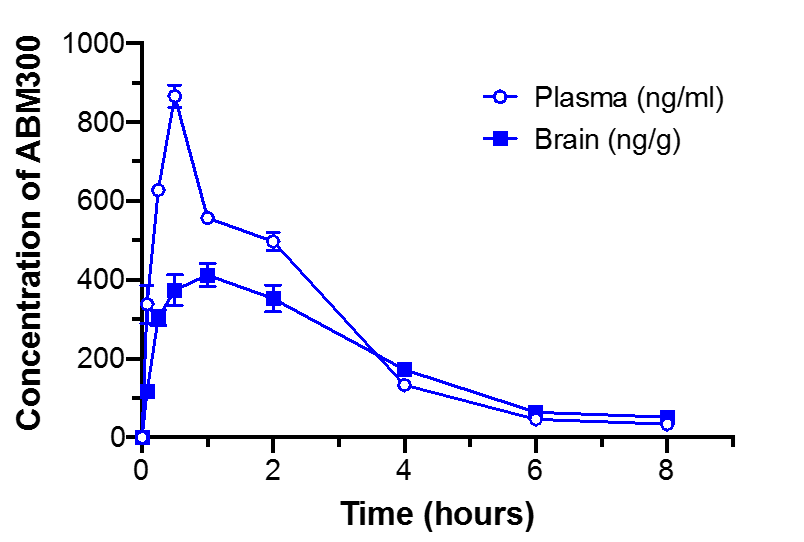 Concentration of ABM300
1000
800
600
400
200
0
Plasma (ng/ml)
Brain (ng/g)
0 2 4 6 8
Time (hours)